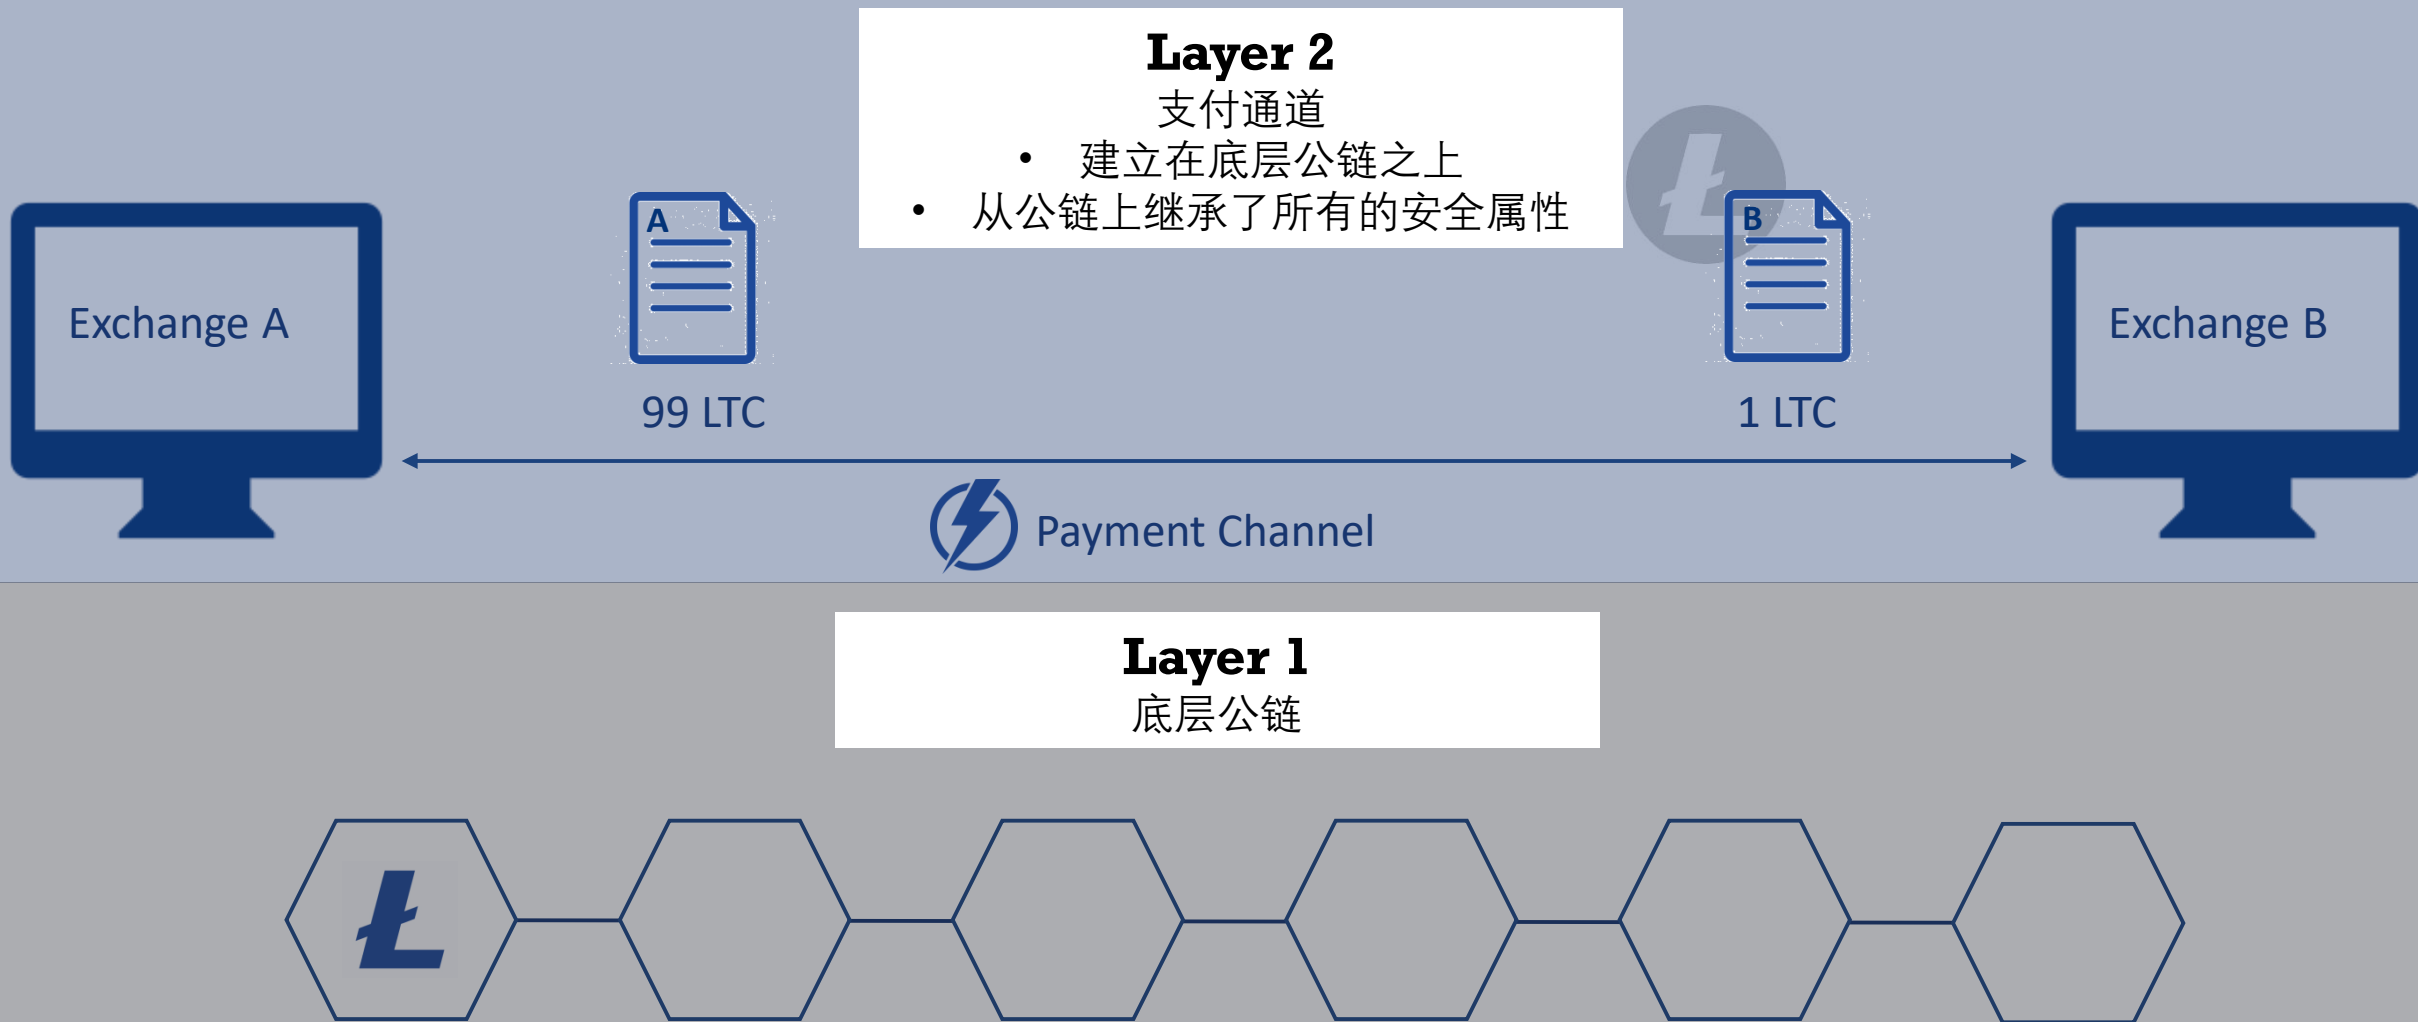 Layer 2
支付通道
• 建立在底层公链之上
• 从公链上继承了所有的安全属性
A
B
Exchange A
Exchange B
99 LTC
1 LTC
Payment Channel
Layer 1
底层公链